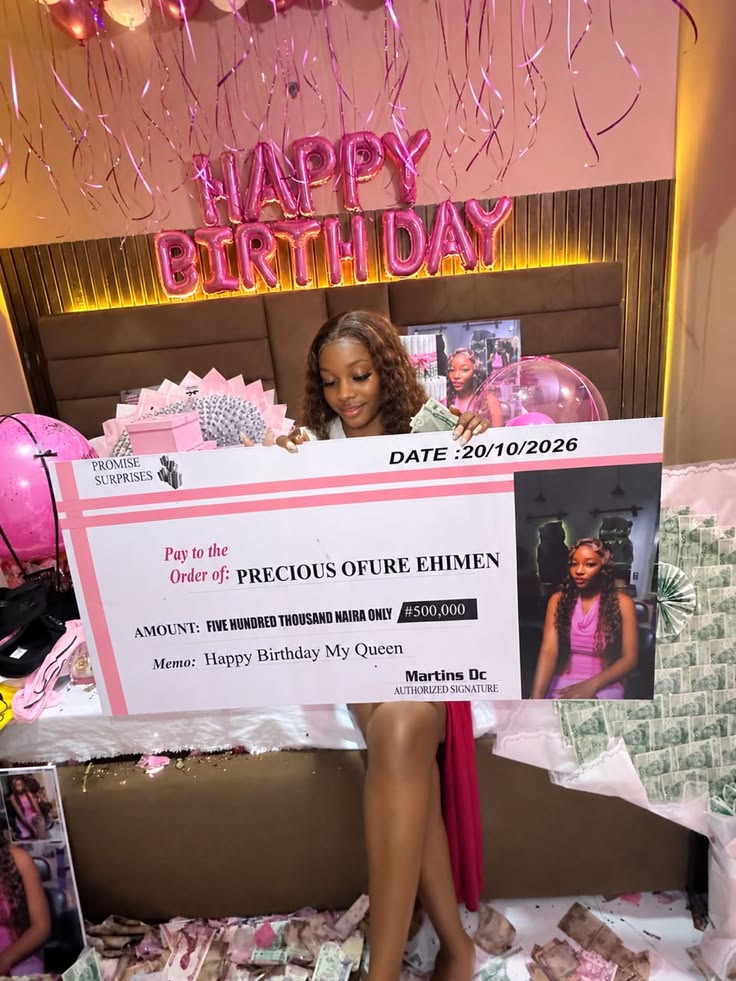 HAPPY
BIRTHDAY
PROMISE
SURPRISES
DATE :20/10/2026
Pay to the
Order of: PRECIOUS OFURE EHIMEN
AMOUNT: FIVE HUNDRED THOUSAND NAIRA ONLY #500,000
Memo: Happy Birthday My Queen
Martins Dc
AUTHORIZED SIGNATURE